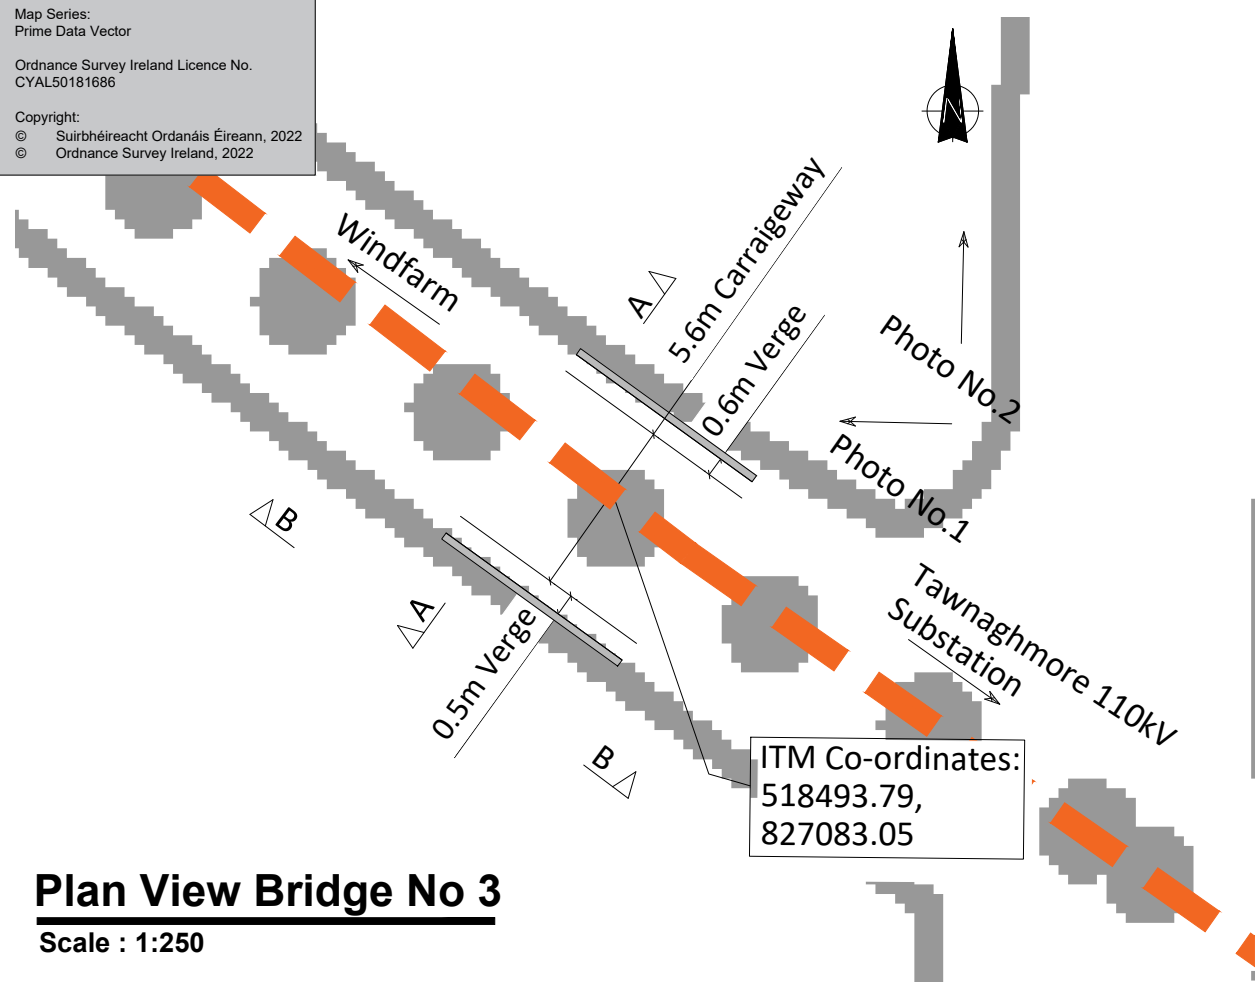 Map Series:
Prime Data Vector
Ordnance Survey Ireland Licence No.
CYAL50181686
Copyright:
© Suirbhéireacht Ordanáis Éireann, 2022
© Ordnance Survey Ireland, 2022
N
Windfarm
A
5.6m Carraigeway
0.6m Verge
Photo No.2
Photo No.1
B
A
0.5m Verge
Tawnaghmore 110kV
Substation
B
ITM Co-ordinates:
518493.79,
827083.05
Plan View Bridge No 3
Scale : 1:250